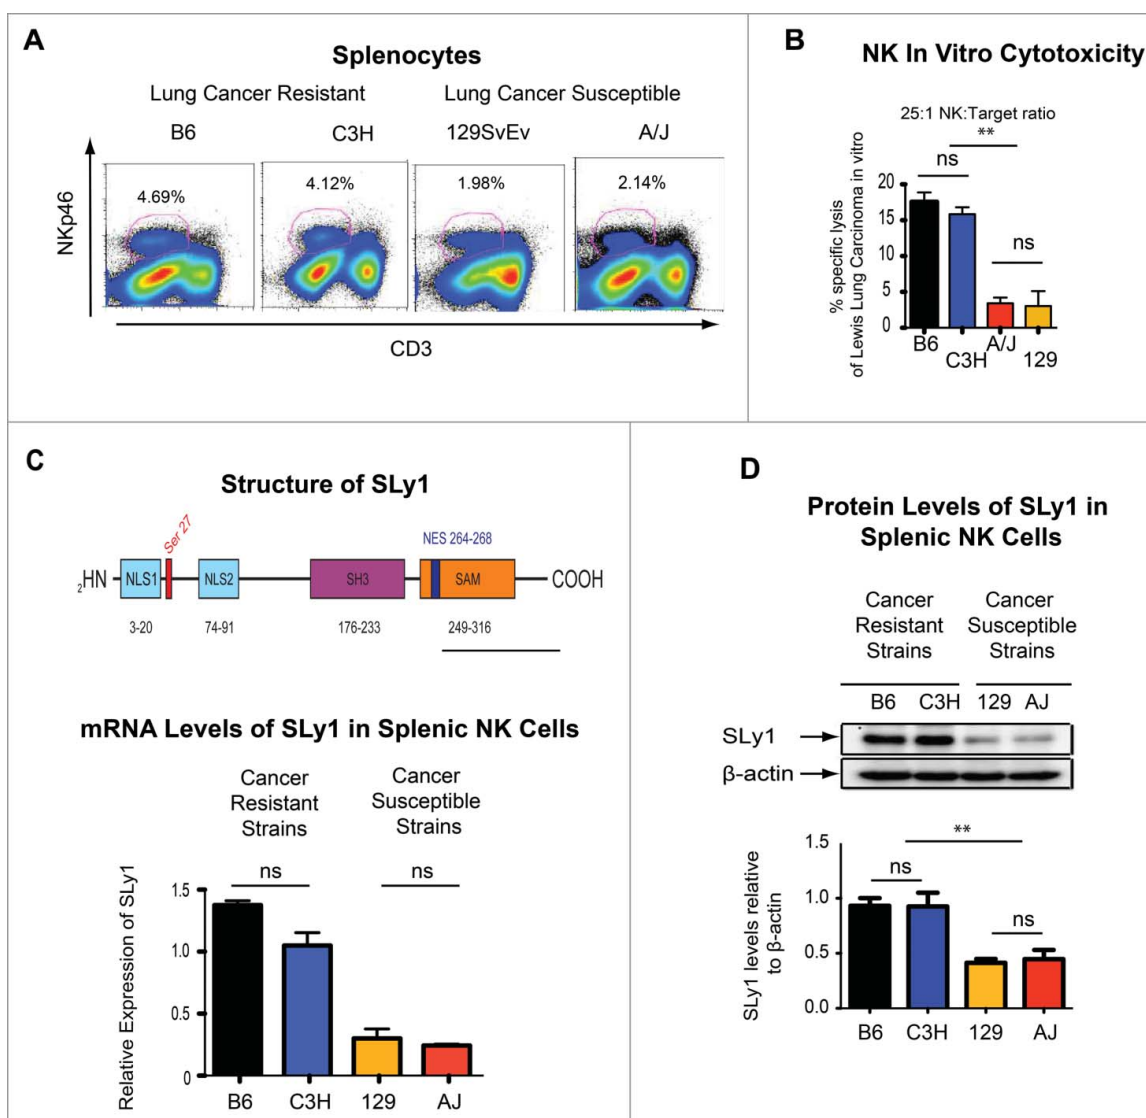 A
Splenocytes
Lung Cancer Resistant
Lung Cancer Susceptible
B6
C3H
129SvEv
A/J
4.69%
4.12%
1.98%
2.14%
NKp46
CD3
B
NK In Vitro Cytotoxicity
25:1 NK:Target ratio
**
ns
ns
% specific lysis
of Lewis Lung Carcinoma in vitro
20
15
10
5
0
B6
C3H
A/J
129
C
Structure of SLy1
Ser 27
NES 264-268
2HN
NLS1
NLS2
SH3
SAM
COOH
3-20
74-91
176-233
249-316
mRNA Levels of SLy1 in Splenic NK Cells
Cancer
Resistant
Strains
Cancer
Susceptible
Strains
ns
ns
Relative Expression of SLy1
1.5
1.0
0.5
0
B6
C3H
129
AJ
D
Protein Levels of SLy1 in
Splenic NK Cells
Cancer
Resistant
Strains
Cancer
Susceptible
Strains
B6
C3H
129
AJ
SLy1
β-actin
**
ns
ns
SLy1 levels relative
to β-actin
1.5
1.0
0.5
0.0
B6
C3H
129
AJ